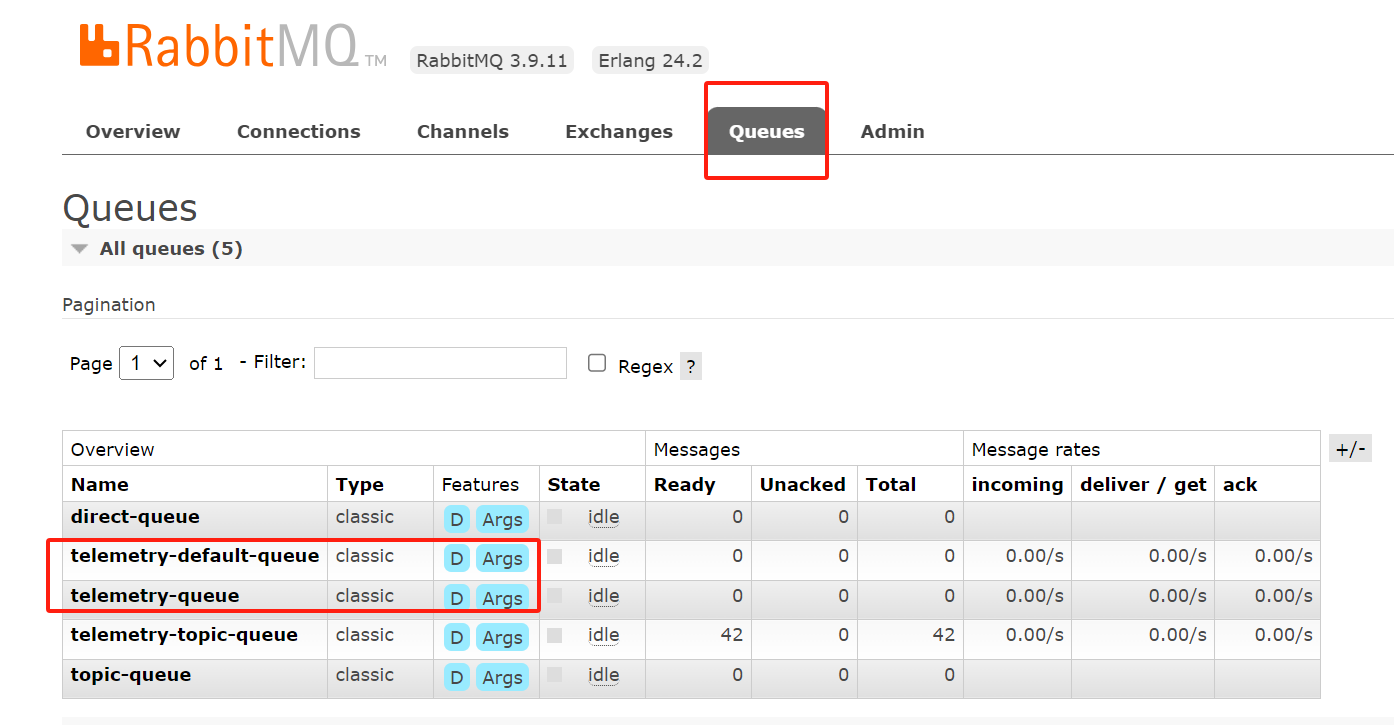 RabbitMQ TM RabbitMQ 3.9.11 Erlang 24.2
Overview Connections Channels Exchanges Queues Admin
Queues
All queues (5)
Pagination
Page 1 of 1 - Filter: Regex ?
Overview Messages Message rates +/-
Name Type Features State Ready Unacked Total incoming deliver / get ack
direct-queue classic D Args idle 0 0 0
telemetry-default-queue classic D Args idle 0 0 0 0.00/s 0.00/s 0.00/s
telemetry-queue classic D Args idle 0 0 0 0.00/s 0.00/s 0.00/s
telemetry-topic-queue classic D Args idle 42 0 42 0.00/s 0.00/s 0.00/s
topic-queue classic D Args idle 0 0 0